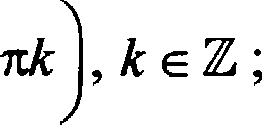 πk), k ∈ ℤ ;